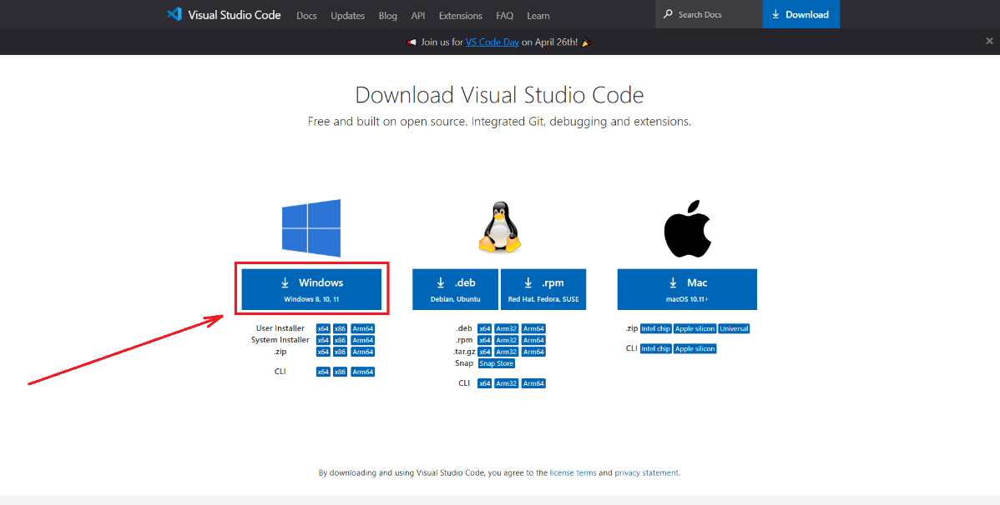 Visual Studio Code Docs Updates Blog API Extensions FAQ Learn Search Docs Download
Join us for VS Code Day on April 26th!
Download Visual Studio Code
Free and built on open source. Integrated Git, debugging and extensions.
Windows
Windows 8, 10, 11
User Installer x64 x86 Arm64
System Installer x64 x86 Arm64
.zip x64 x86 Arm64
CLI x64 x86 Arm64
.deb
Debian, Ubuntu
.rpm
Red Hat, Fedora, SUSE
.deb x64 Arm32 Arm64
.rpm x64 Arm32 Arm64
.tar.gz x64 Arm32 Arm64
Snap Snap Store
CLI x64 Arm32 Arm64
Mac
macOS 10.11+
.zip Intel chip Apple silicon Universal
CLI Intel chip Apple silicon
By downloading and using Visual Studio Code, you agree to the license terms and privacy statement.